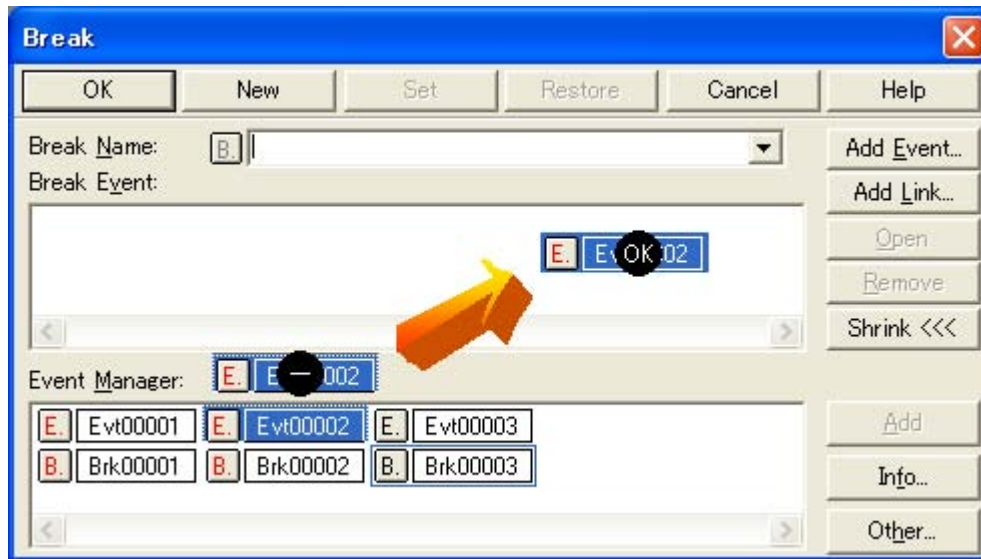 Break
OK New Set Restore Cancel Help
Break Name: B. Add Event...
Break Event: Add Link...
E. OK 02 Open
Remove
Shrink <<<
Event Manager: E. E 002
E. Evt00001 E. Evt00002 E. Evt00003 Add
B. Brk00001 B. Brk00002 B. Brk00003 Info...
Other...